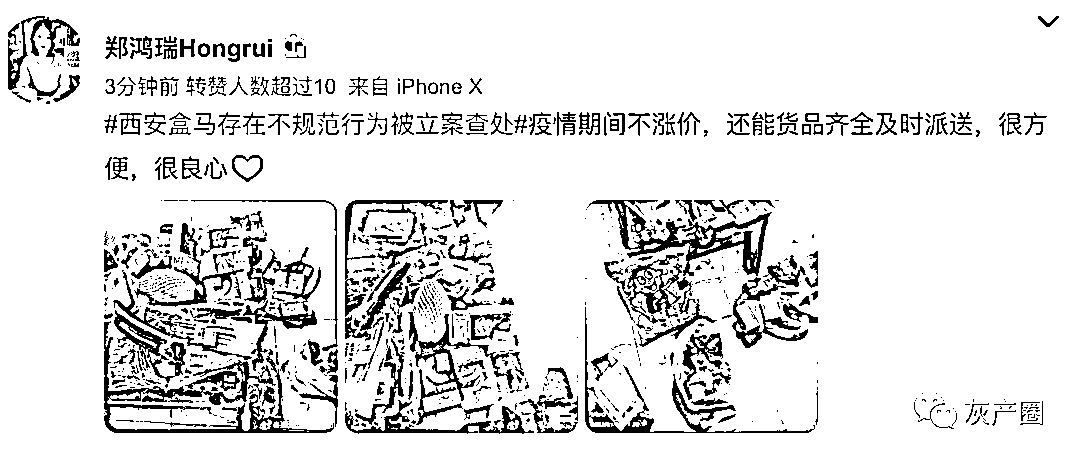 郑鸿瑞Hongrui
3分钟前 转赞人数超过10 来自 iPhone X
#西安盒马存在不规范行为被立案查处#疫情期间不涨价，还能货品齐全及时派送，很方
便，很良心♡
灰产圈